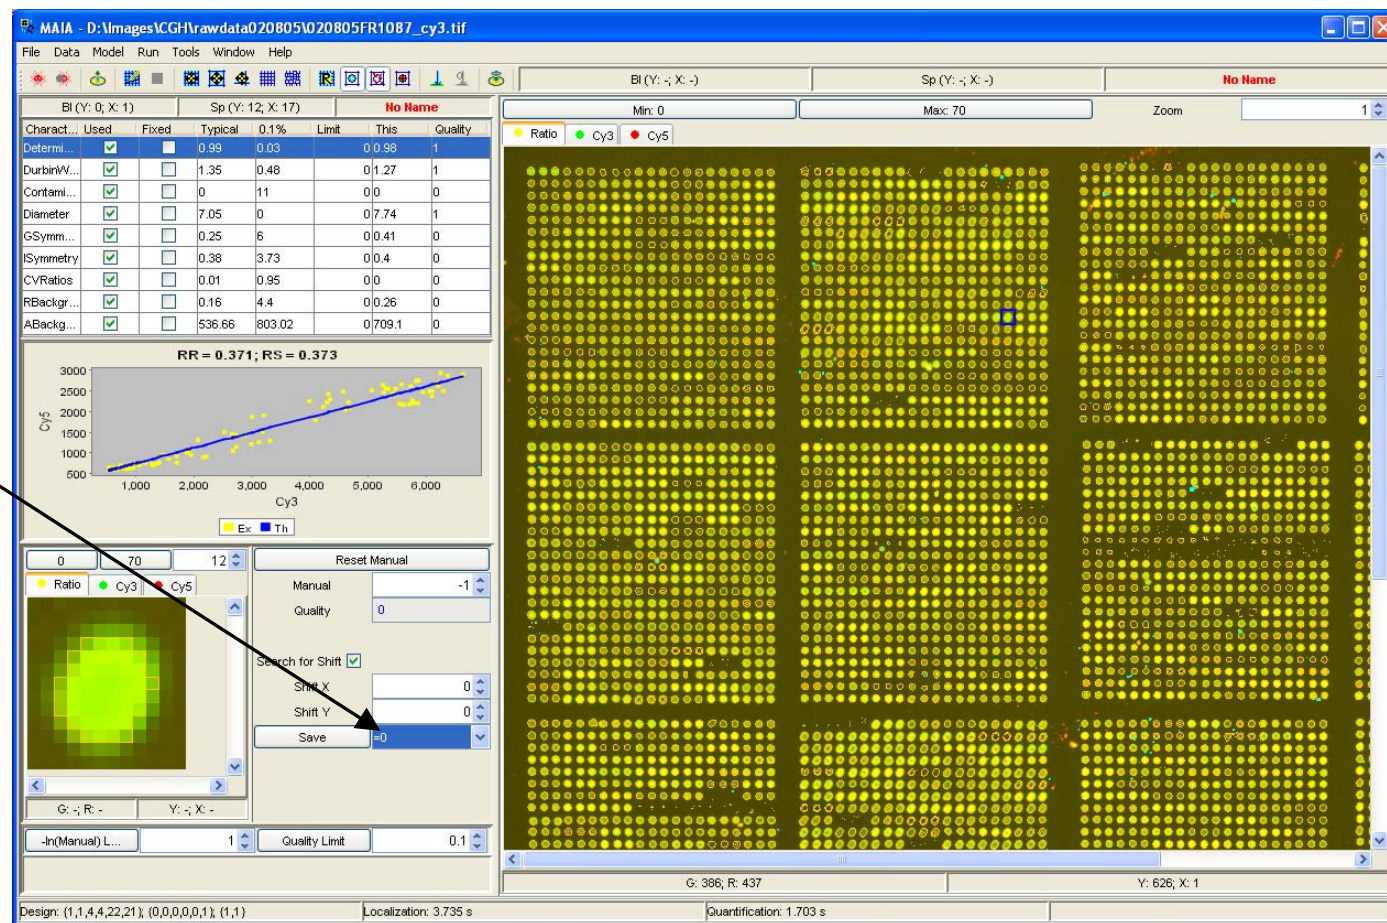 MAIA - D:\Images\CGH\rawdata020805\020805FR1087_cy3.tif
File Data Model Run Tools Window Help
Bl (Y: -; X: -) Sp (Y: -; X: -) No Name
Bl (Y: 0; X: 1) Sp (Y: 12; X: 17) No Name
Min: 0 Max: 70 Zoom 1
Ratio Cy3 Cy5
Charact... Used Fixed Typical 0.1% Limit This Quality
Determi... 0.99 0.03 0 0.98 1
DurbinW... 1.35 0.48 0 1.27 1
Contami... 0 11 0 0 0
Diameter 7.05 0 0 7.74 1
GSymm... 0.25 6 0 0.41 0
ISymmetry 0.38 3.73 0 0.4 0
CVRatios 0.01 0.95 0 0 0
RBackgr... 0.16 4.4 0 0.26 0
ABackg... 536.66 803.02 0 709.1 0
RR = 0.371; RS = 0.373
3000
2500
2000
1500
1000
500
Cy5
1,000 2,000 3,000 4,000 5,000 6,000
Cy3
Ex Th
0 70 12 Reset Manual
Ratio Cy3 Cy5
Manual -1
Quality 0
Search for Shift
Shift X 0
Shift Y 0
Save =0
G: -; R: - Y: -; X: -
-ln(Manual) L... 1 Quality Limit 0.1
G: 386; R: 437 Y: 626; X: 1
Design: {1,1,4,4,22,21}; {0,0,0,0,0,1}; {1,1} Localization: 3.735 s Quantification: 1.703 s